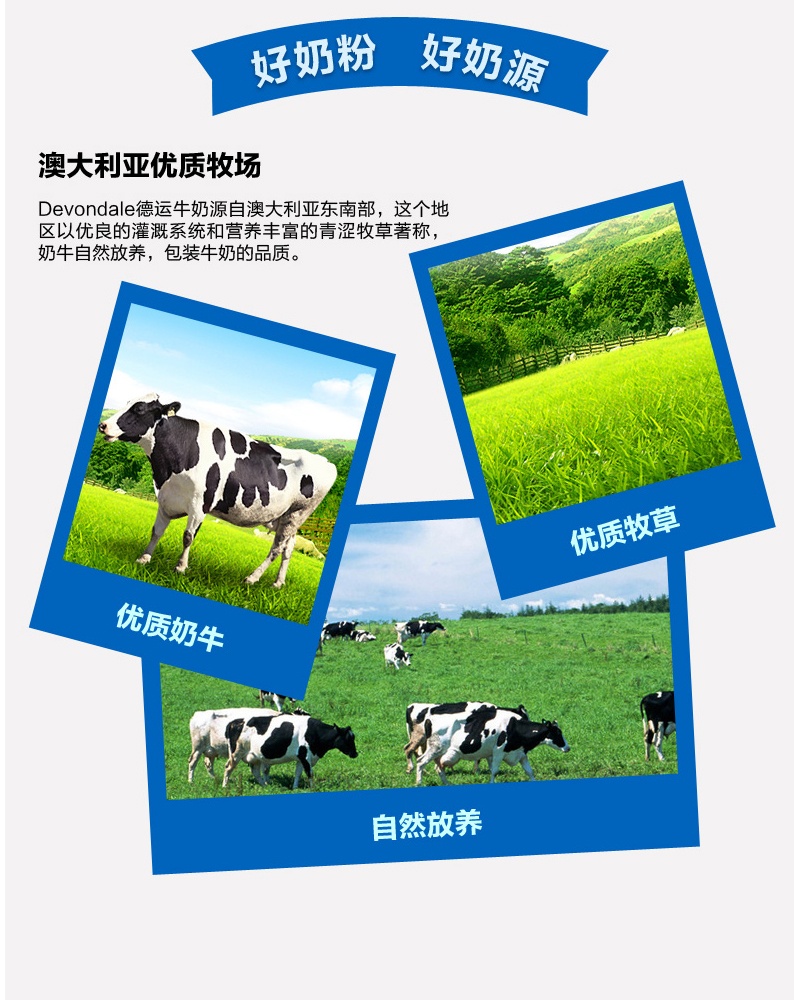 好奶粉 好奶源
澳大利亚优质牧场
Devondale德运牛奶源自澳大利亚东南部，这个地
区以优良的灌溉系统和营养丰富的青涩牧草著称，
奶牛自然放养，包装牛奶的品质。
优质牧草
优质奶牛
自然放养